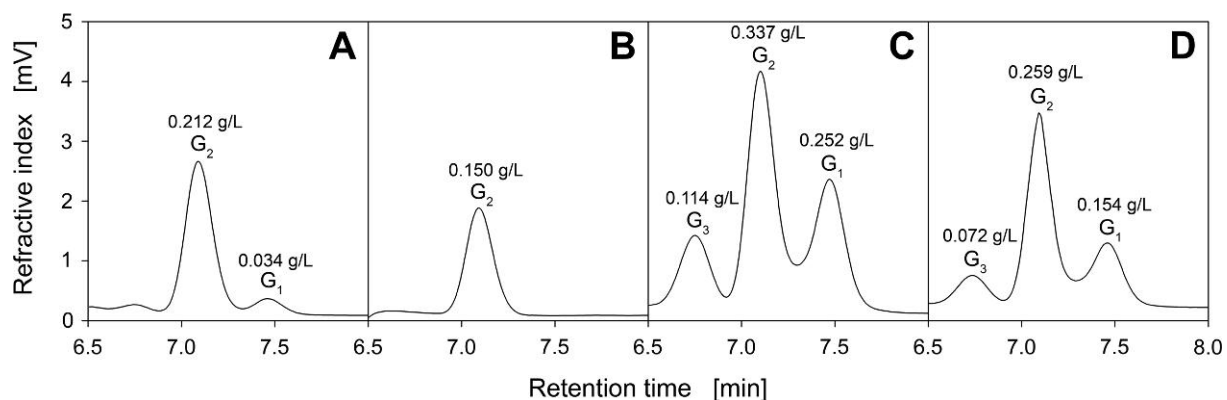 5
4
3
2
1
0
Refractive index [mV]
A
0.212 g/L
G₂
0.034 g/L
G₁
B
0.150 g/L
G₂
C
0.337 g/L
G₂
0.252 g/L
G₁
0.114 g/L
G₃
D
0.259 g/L
G₂
0.154 g/L
G₁
0.072 g/L
G₃
6.5 7.0 7.5 6.5 7.0 7.5 6.5 7.0 7.5 6.5 7.0 7.5 8.0
Retention time [min]